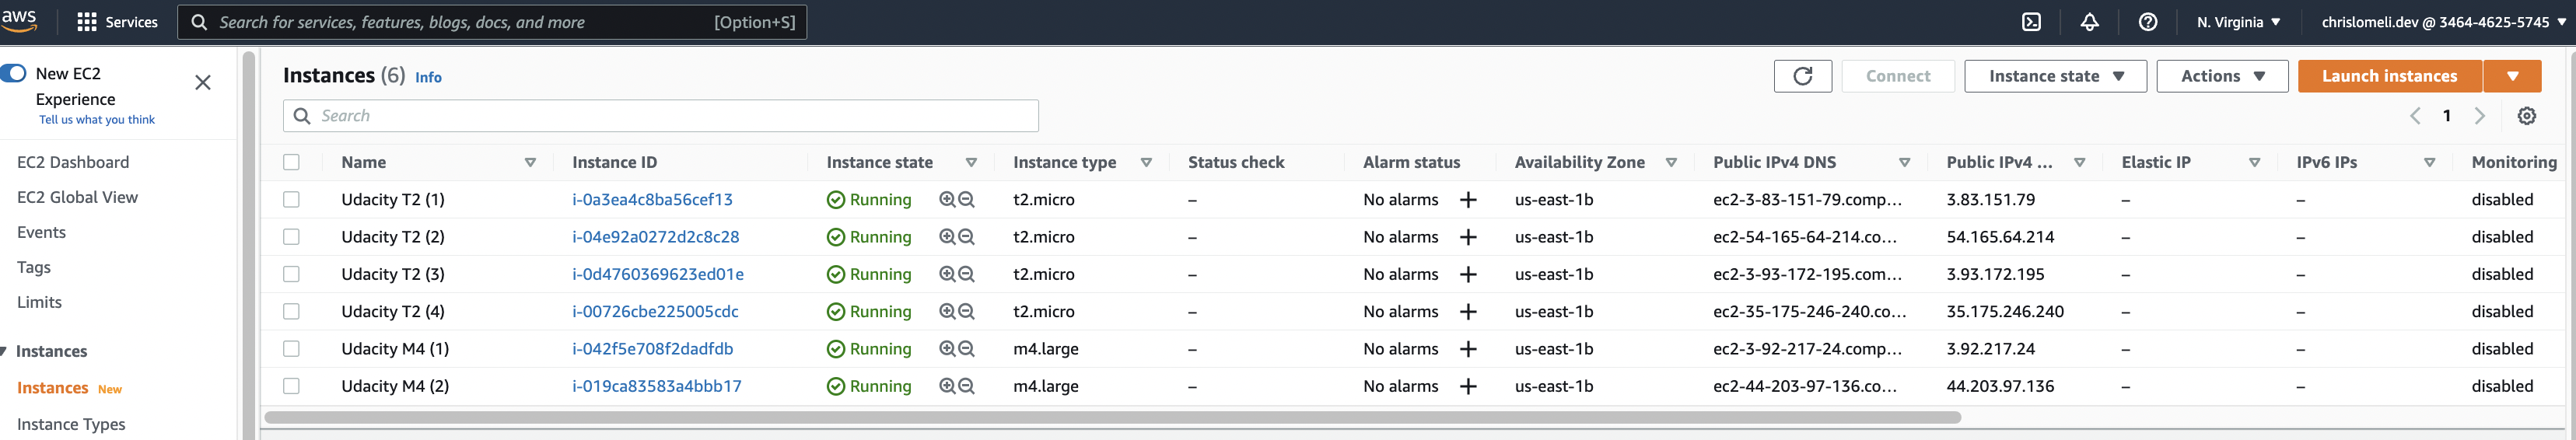 aws Services Search for services, features, blogs, docs, and more [Option+S] N. Virginia ▼ chrislomeli.dev @ 3464-4625-5745 ▼
New EC2
Experience
Tell us what you think
EC2 Dashboard
EC2 Global View
Events
Tags
Limits
Instances
Instances New
Instance Types
Instances (6) Info Connect Instance state ▼ Actions ▼ Launch instances ▼
Search 1
Name Instance ID Instance state Instance type Status check Alarm status Availability Zone Public IPv4 DNS Public IPv4 ... Elastic IP IPv6 IPs Monitoring
Udacity T2 (1) i-0a3ea4c8ba56cef13 Running t2.micro – No alarms + us-east-1b ec2-3-83-151-79.comp... 3.83.151.79 – – disabled
Udacity T2 (2) i-04e92a0272d2c8c28 Running t2.micro – No alarms + us-east-1b ec2-54-165-64-214.co... 54.165.64.214 – – disabled
Udacity T2 (3) i-0d4760369623ed01e Running t2.micro – No alarms + us-east-1b ec2-3-93-172-195.com... 3.93.172.195 – – disabled
Udacity T2 (4) i-00726cbe225005cdc Running t2.micro – No alarms + us-east-1b ec2-35-175-246-240.co... 35.175.246.240 – – disabled
Udacity M4 (1) i-042f5e708f2dadfdb Running m4.large – No alarms + us-east-1b ec2-3-92-217-24.comp... 3.92.217.24 – – disabled
Udacity M4 (2) i-019ca83583a4bbb17 Running m4.large – No alarms + us-east-1b ec2-44-203-97-136.co... 44.203.97.136 – – disabled